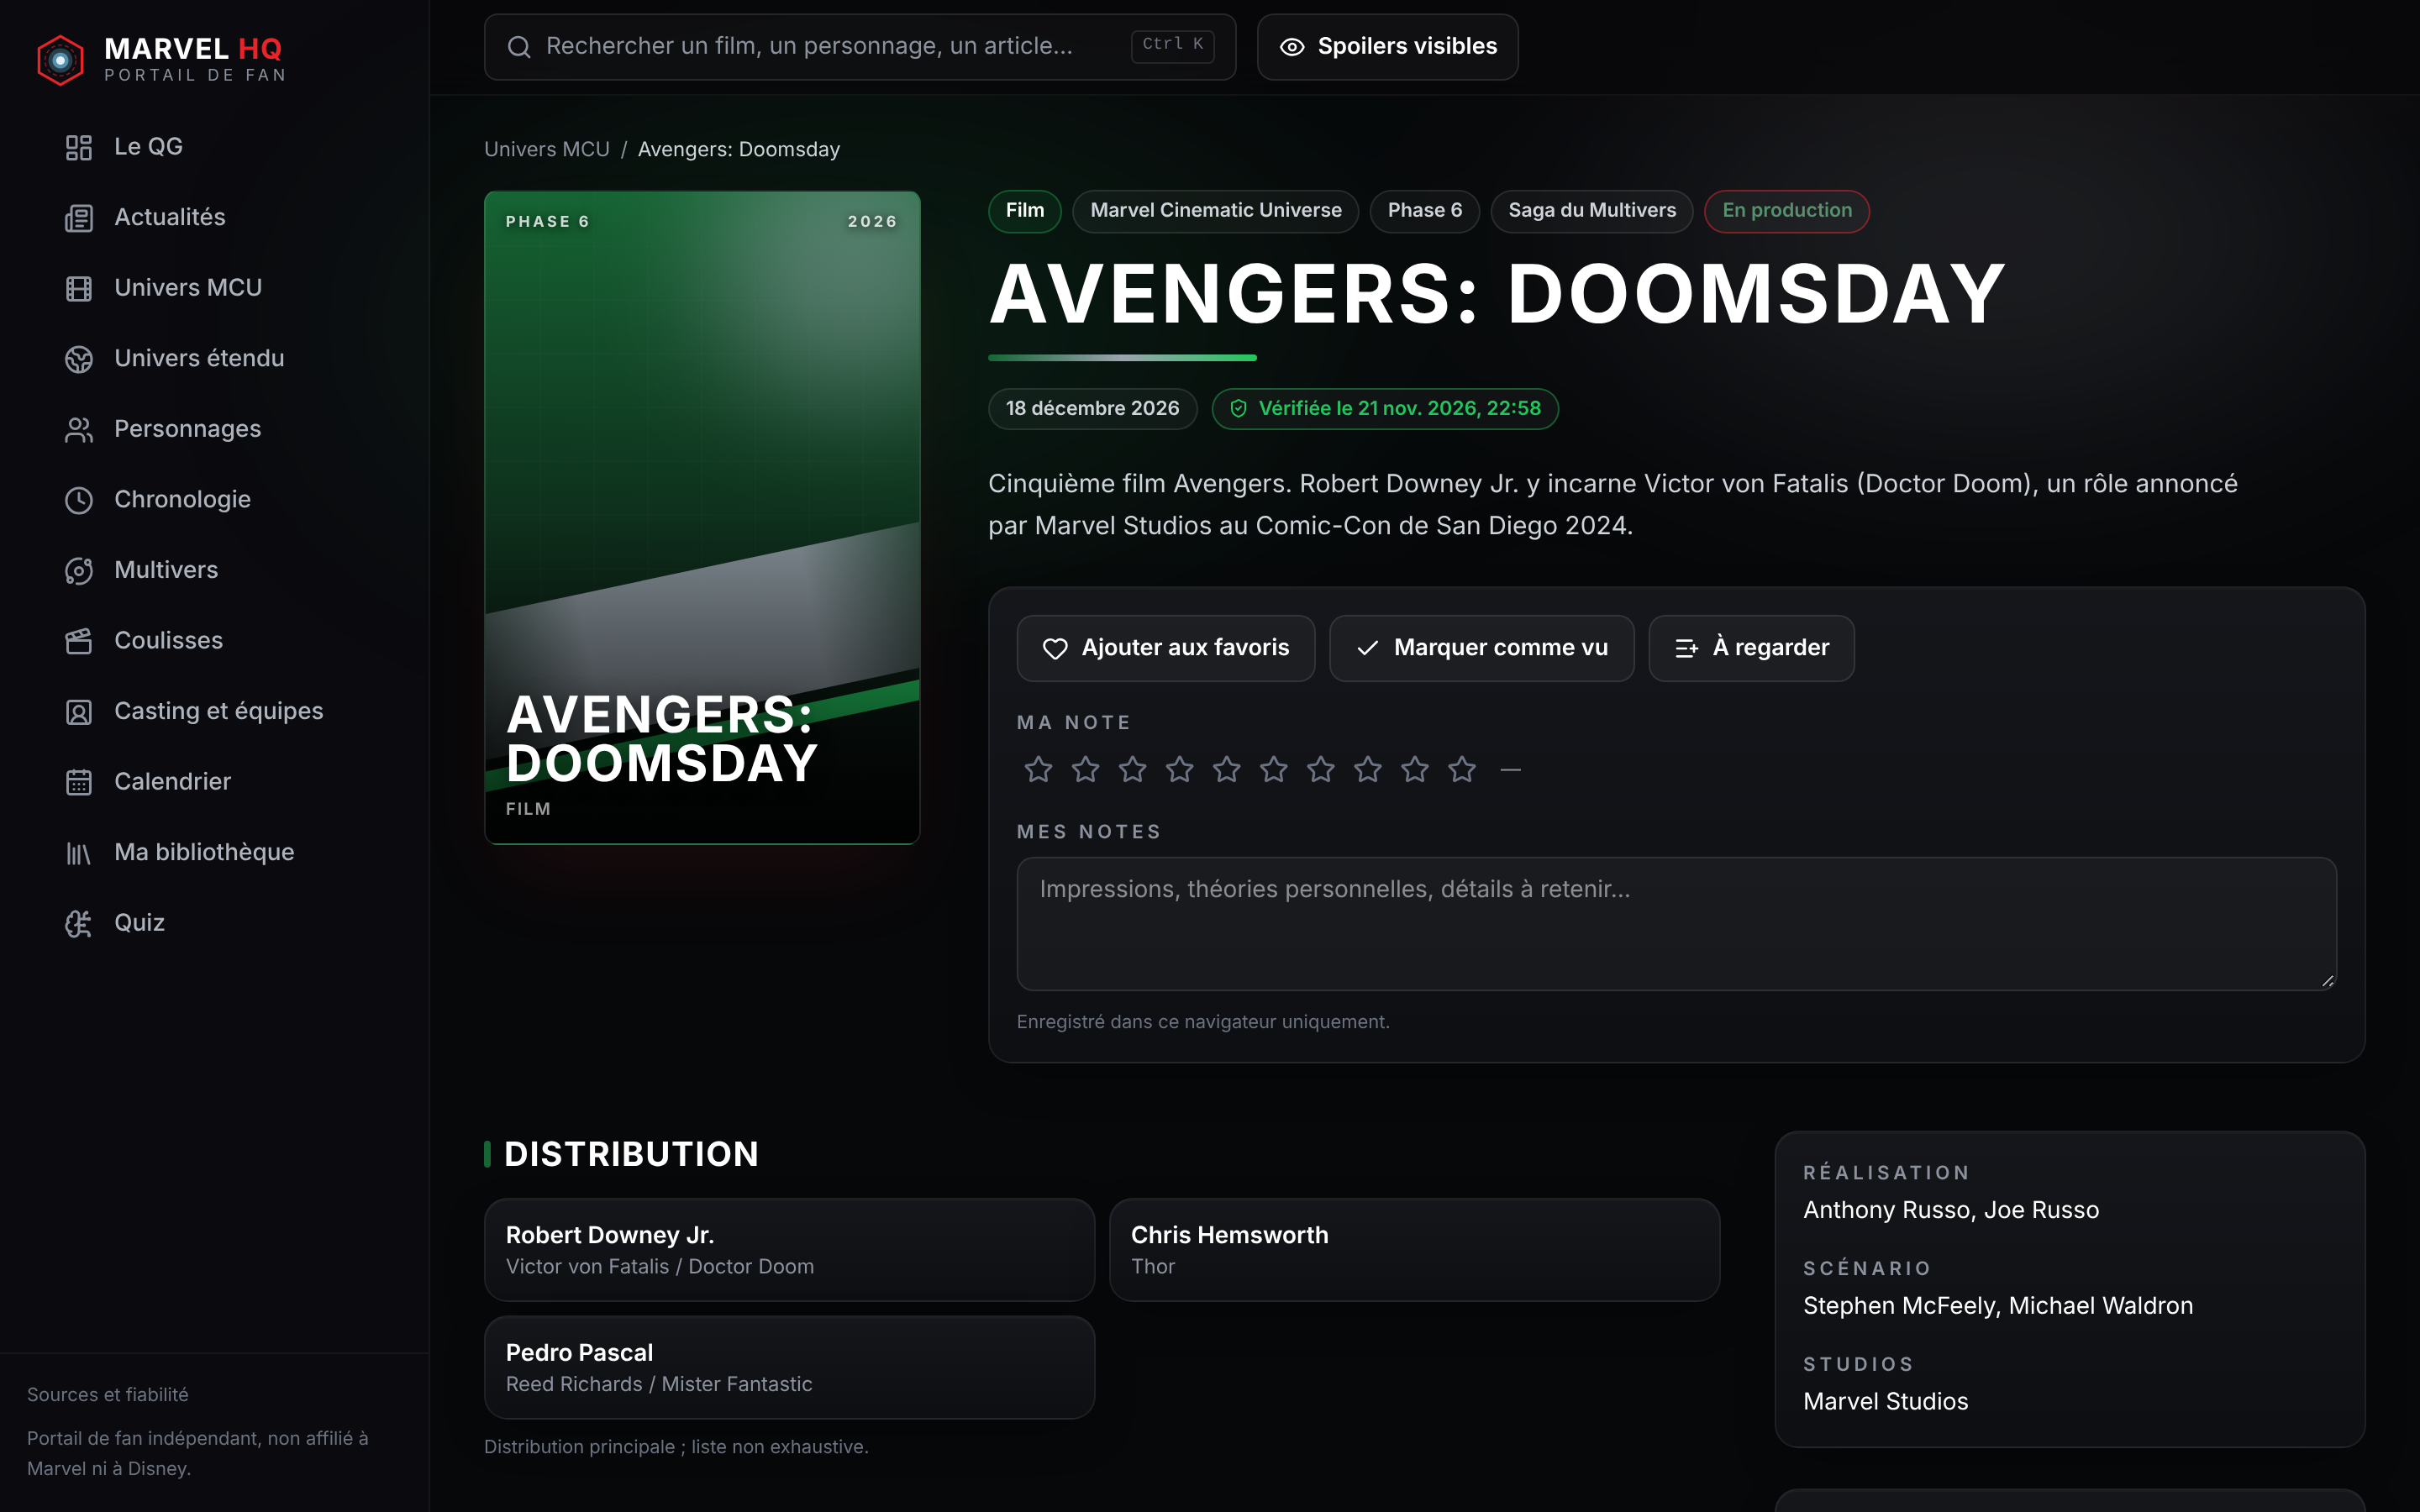 MARVEL HQ
PORTAIL DE FAN
Le QG
Actualités
Univers MCU
Univers étendu
Personnages
Chronologie
Multivers
Coulisses
Casting et équipes
Calendrier
Ma bibliothèque
Quiz
Sources et fiabilité
Portail de fan indépendant, non affilié à
Marvel ni à Disney.
Rechercher un film, un personnage, un article...
Ctrl K
Spoilers visibles
Univers MCU / Avengers: Doomsday
PHASE 6
2026
AVENGERS:
DOOMSDAY
FILM
Film
Marvel Cinematic Universe
Phase 6
Saga du Multivers
En production
AVENGERS: DOOMSDAY
18 décembre 2026
Vérifiée le 21 nov. 2026, 22:58
Cinquième film Avengers. Robert Downey Jr. y incarne Victor von Fatalis (Doctor Doom), un rôle annoncé
par Marvel Studios au Comic-Con de San Diego 2024.
Ajouter aux favoris
Marquer comme vu
À regarder
MA NOTE
—
MES NOTES
Impressions, théories personnelles, détails à retenir...
Enregistré dans ce navigateur uniquement.
DISTRIBUTION
Robert Downey Jr.
Victor von Fatalis / Doctor Doom
Chris Hemsworth
Thor
Pedro Pascal
Reed Richards / Mister Fantastic
Distribution principale ; liste non exhaustive.
RÉALISATION
Anthony Russo, Joe Russo
SCÉNARIO
Stephen McFeely, Michael Waldron
STUDIOS
Marvel Studios